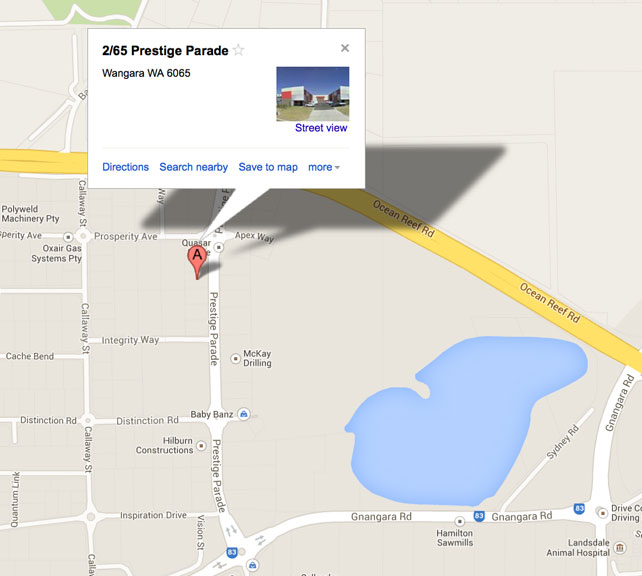 2/65 Prestige Parade
Wangara WA 6065
Street view
Directions Search nearby Save to map more
Callaway St
Way
Polyweld
Machinery Pty
sperity Ave
Prosperity Ave
Oxair Gas
Systems Pty
Quasar
Apex Way
A
Ocean Reef Rd
Ocean Reef Rd
Prestige Parade
Callaway St
Integrity Way
Cache Bend
McKay
Drilling
Gnangara Rd
Distinction Rd
Distinction Rd
Baby Banz
Hilburn
Constructions
Prestige Parade
Callaway St
Sydney Rd
Quantum Link
Inspiration Drive
Vision St
Gnangara Rd
83
Gnangara Rd
83
Drive Co
Driving
Hamilton
Sawmills
Landsdale
Animal Hospital
83